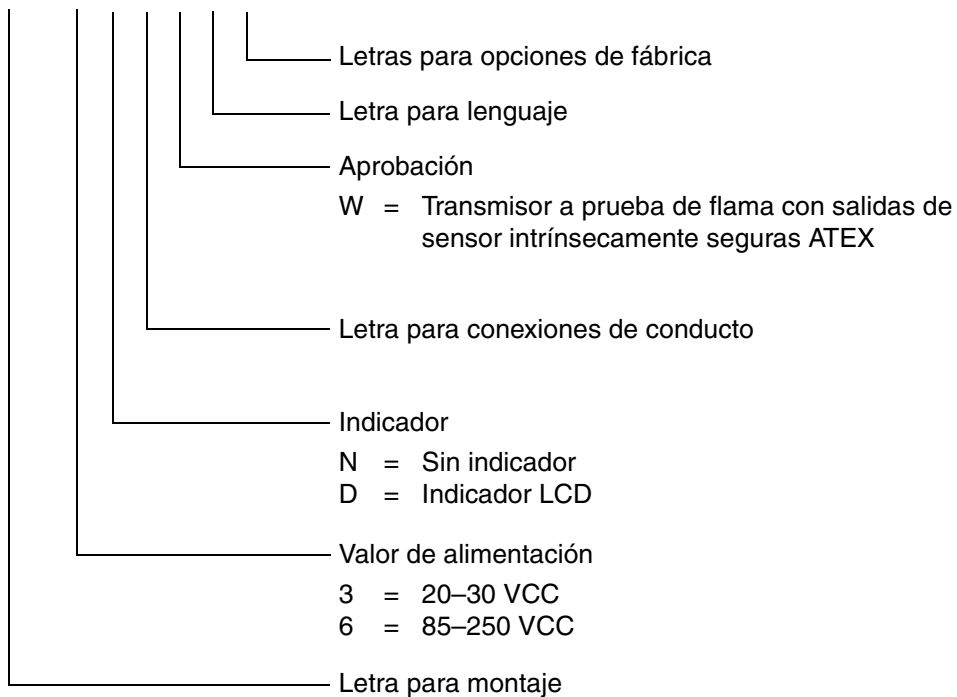 Letras para opciones de fábrica
Letra para lenguaje
Aprobación
W = Transmisor a prueba de flama con salidas de
sensor intrínsecamente seguras ATEX
Letra para conexiones de conducto
Indicador
N = Sin indicador
D = Indicador LCD
Valor de alimentación
3 = 20–30 VCC
6 = 85–250 VCC
Letra para montaje